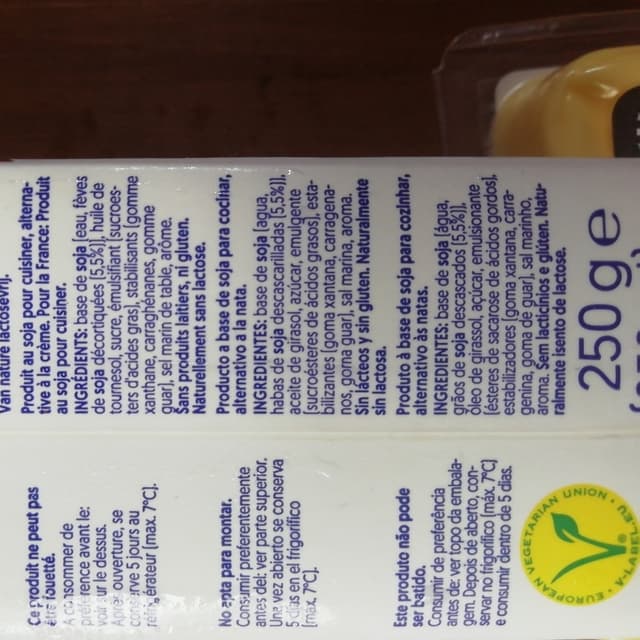 van nature lactosevrij.
Produit au soja pour cuisiner, alterna-
tive à la crème. Pour la France: Produit
au soja pour cuisiner.
INGRÉDIENTS: base de soja [eau, fèves
de soja décortiquées (5,5%)], huile de
tournesol, sucre, émulsifiant (sucroes-
ters d'acides gras), stabilisants (gomme
xanthane, carraghénanes, gomme
guar), sel marin de table, arôme.
Sans produits laitiers, ni gluten.
Naturellement sans lactose.
Producto a base de soja para cocinar,
alternativo a la nata.
INGREDIENTES: base de soja [agua,
habas de soja descascarilladas (5,5%)],
aceite de girasol, azúcar, emulgente
(sucroésteres de ácidos grasos), esta-
bilizantes (goma xantana, carragena-
nos, goma guar), sal marina, aroma.
Sin lácteos y sin gluten. Naturalmente
sin lactosa.
Produto à base de soja para cozinhar,
alternativo às natas.
INGREDIENTES: base de soja [água,
grãos de soja descascados (5,5%)],
óleo de girassol, açúcar, emulsionante
(ésteres de sacarose de ácidos gordos),
estabilizadores (goma xantana, carra-
genina, goma de guar), sal marinho,
aroma. Sem lacticínios e glúten. Natu-
ralmente isento de lactose.
250 g e
Ce produit ne peut pas
être fouetté.
A consommer de
préférence avant le:
voir sur le dessus.
Après ouverture, se
conserve 5 jours au
réfrigérateur (max. 7°C).
No apta para montar.
Consumir preferentemente
antes del: ver parte superior.
Una vez abierto se conserva
5 días en el frigorífico
(max. 7°C).
Este produto não pode
ser batido.
Consumir de preferência
antes de: ver topo da embala-
gem. Depois de aberto, con-
servar no frigorífico (máx. 7°C)
e consumir dentro de 5 dias.
EUROPEAN VEGETARIAN UNION
V-LABEL.EU